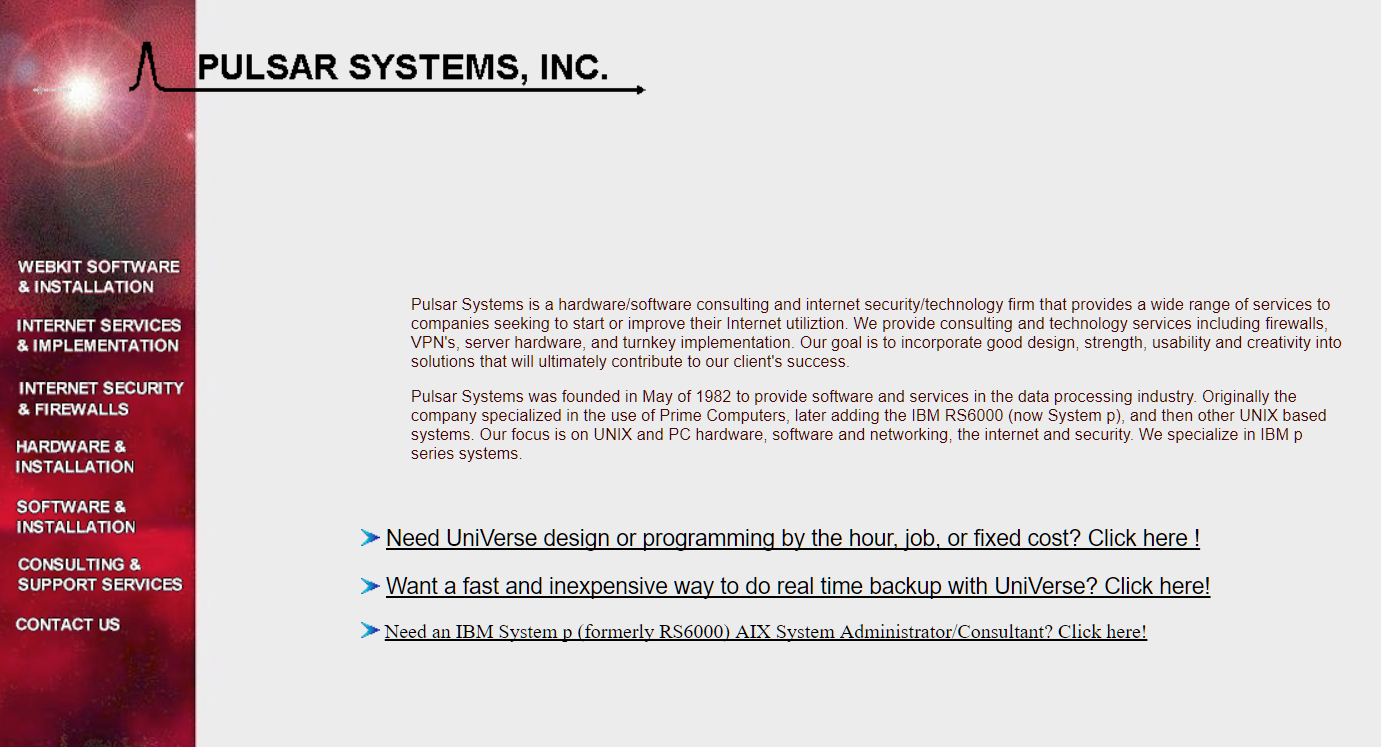 PULSAR SYSTEMS, INC.
WEBKIT SOFTWARE
& INSTALLATION
INTERNET SERVICES
& IMPLEMENTATION
INTERNET SECURITY
& FIREWALLS
HARDWARE &
INSTALLATION
SOFTWARE &
INSTALLATION
CONSULTING &
SUPPORT SERVICES
CONTACT US
Pulsar Systems is a hardware/software consulting and internet security/technology firm that provides a wide range of services to
companies seeking to start or improve their Internet utiliztion. We provide consulting and technology services including firewalls,
VPN's, server hardware, and turnkey implementation. Our goal is to incorporate good design, strength, usability and creativity into
solutions that will ultimately contribute to our client's success.
Pulsar Systems was founded in May of 1982 to provide software and services in the data processing industry. Originally the
company specialized in the use of Prime Computers, later adding the IBM RS6000 (now System p), and then other UNIX based
systems. Our focus is on UNIX and PC hardware, software and networking, the internet and security. We specialize in IBM p
series systems.
Need UniVerse design or programming by the hour, job, or fixed cost? Click here !
Want a fast and inexpensive way to do real time backup with UniVerse? Click here!
Need an IBM System p (formerly RS6000) AIX System Administrator/Consultant? Click here!